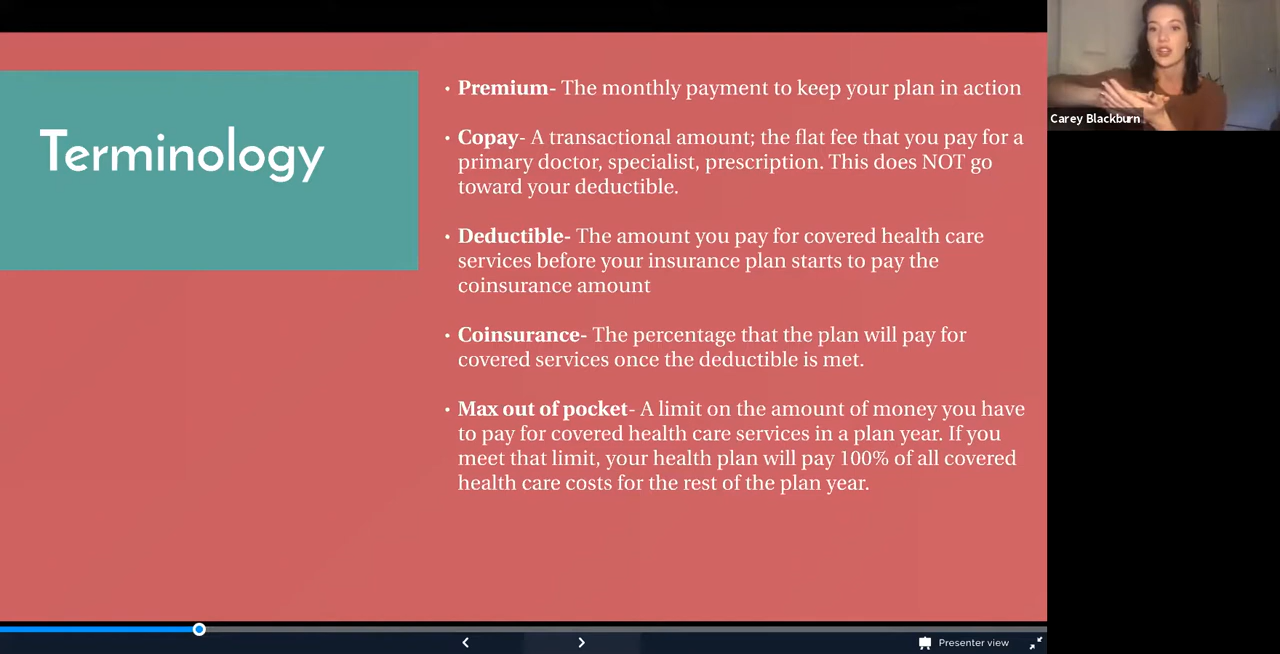 Terminology
• Premium- The monthly payment to keep your plan in action
• Copay- A transactional amount; the flat fee that you pay for a
primary doctor, specialist, prescription. This does NOT go
toward your deductible.
• Deductible- The amount you pay for covered health care
services before your insurance plan starts to pay the
coinsurance amount
• Coinsurance- The percentage that the plan will pay for
covered services once the deductible is met.
• Max out of pocket- A limit on the amount of money you have
to pay for covered health care services in a plan year. If you
meet that limit, your health plan will pay 100% of all covered
health care costs for the rest of the plan year.
Carey Blackburn
Presenter view